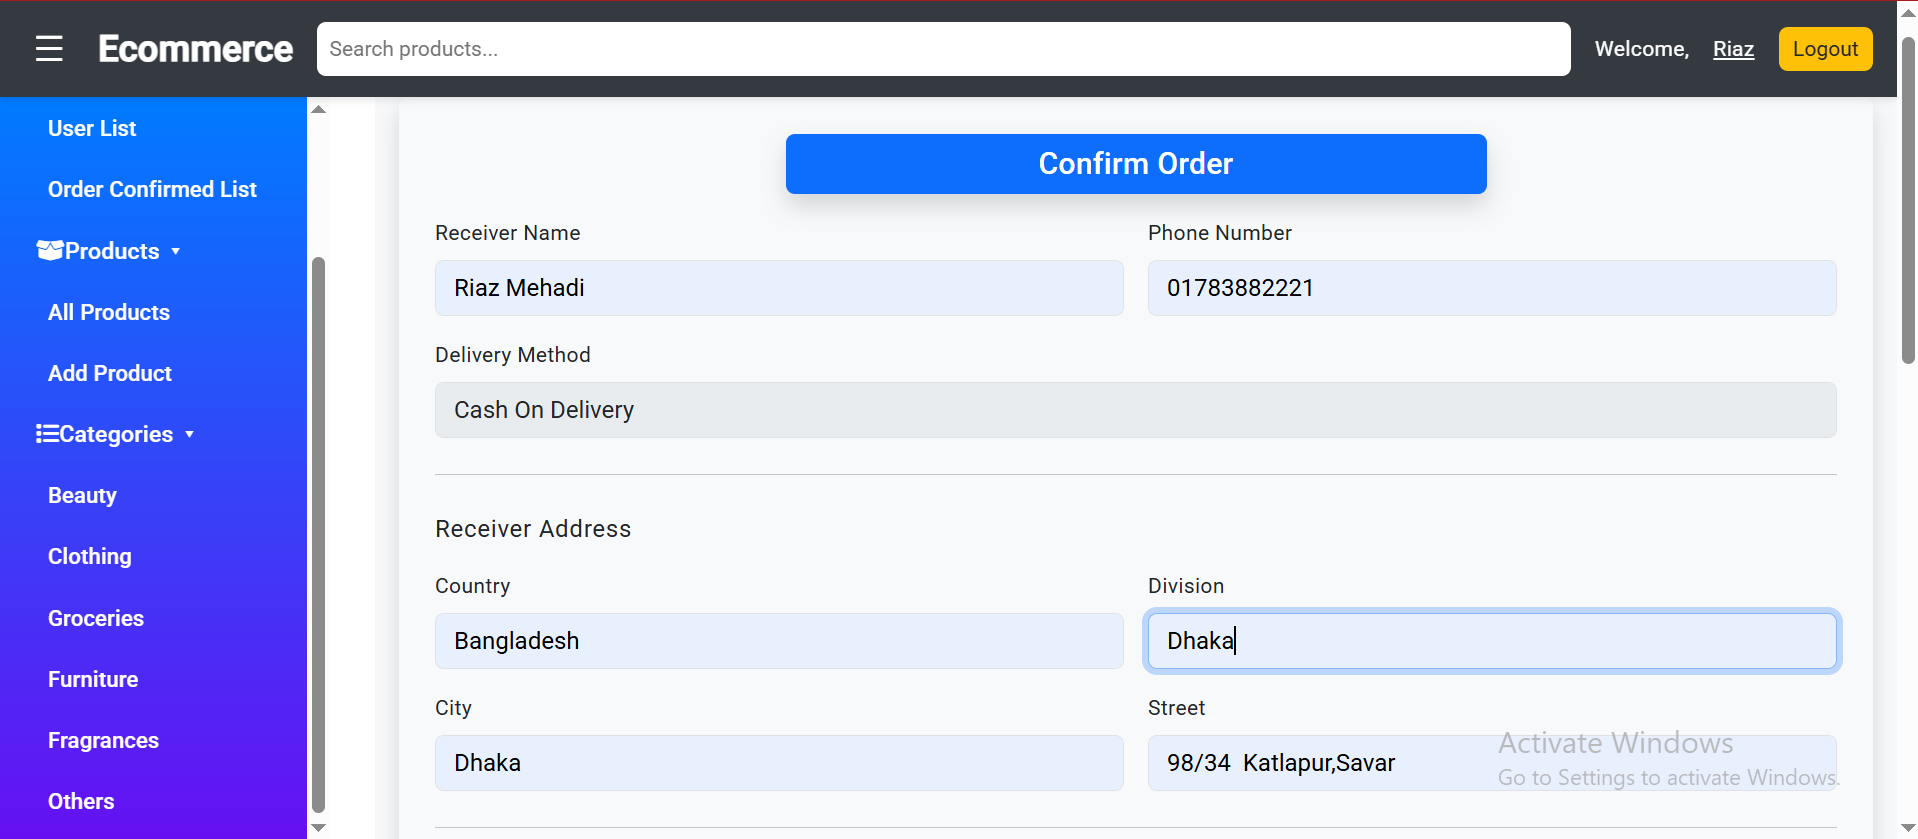 Ecommerce
Search products...
Welcome, Riaz
Logout
User List
Order Confirmed List
Products
All Products
Add Product
Categories
Beauty
Clothing
Groceries
Furniture
Fragrances
Others
Confirm Order
Receiver Name
Phone Number
Riaz Mehadi
01783882221
Delivery Method
Cash On Delivery
Receiver Address
Country
Division
Bangladesh
Dhaka
City
Street
Dhaka
98/34 Katlapur,Savar
Activate Windows
Go to Settings to activate Windows.